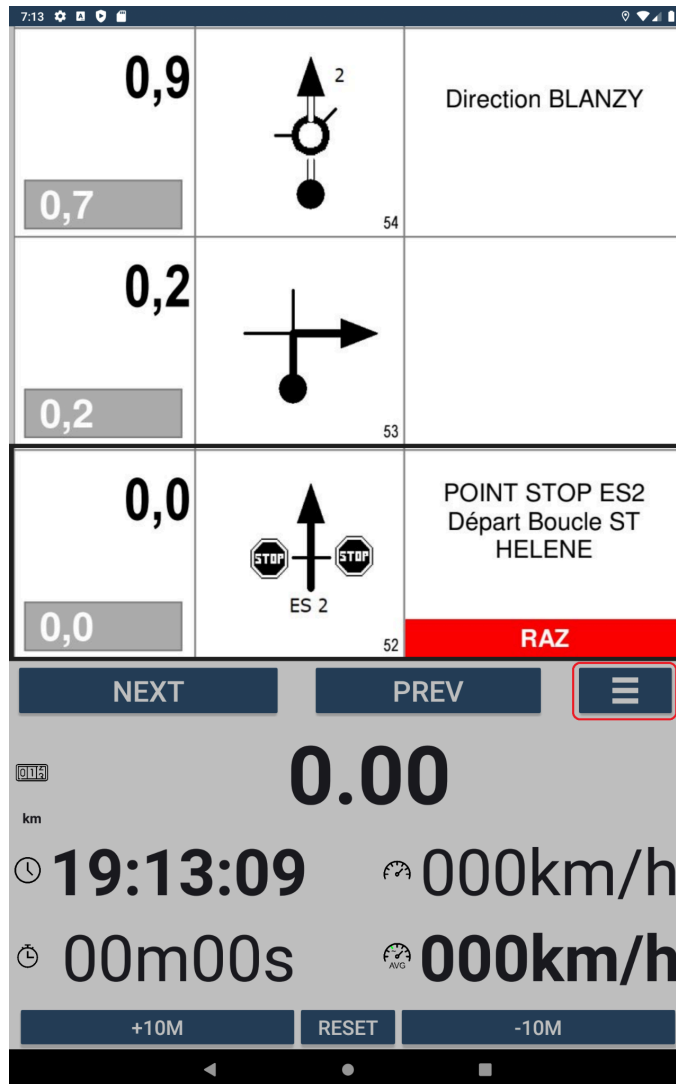 7:13
0,9
2
Direction BLANZY
0,7
54
0,2
0,2
53
0,0
STOP
STOP
ES 2
POINT STOP ES2
Départ Boucle ST
HELENE
0,0
52
RAZ
NEXT
PREV
0.00
km
19:13:09
000km/h
00m00s
AVG
000km/h
+10M
RESET
-10M